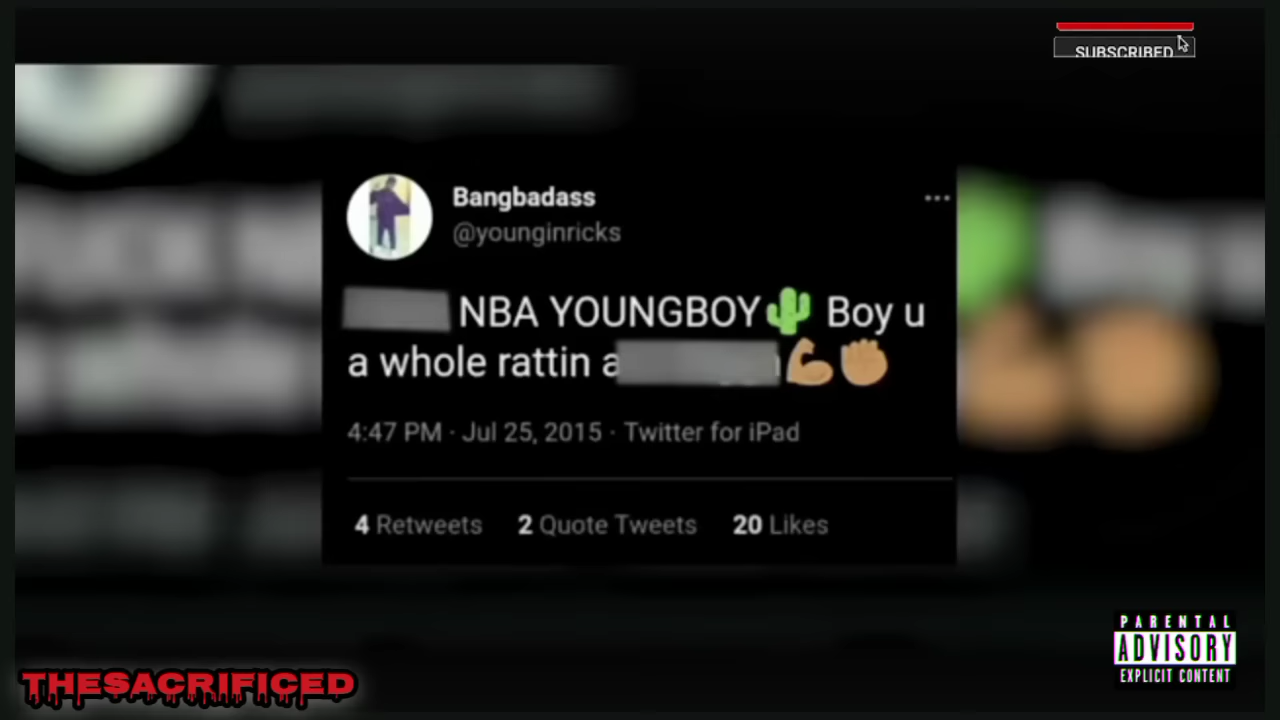 SUBSCRIBED
Bangbadass
@younginricks
NBA YOUNGBOY🌵 Boy u
a whole rattin a 💪🏽✊🏽
4:47 PM · Jul 25, 2015 · Twitter for iPad
4 Retweets 2 Quote Tweets 20 Likes
PARENTAL
ADVISORY
EXPLICIT CONTENT
THESACRIFICED